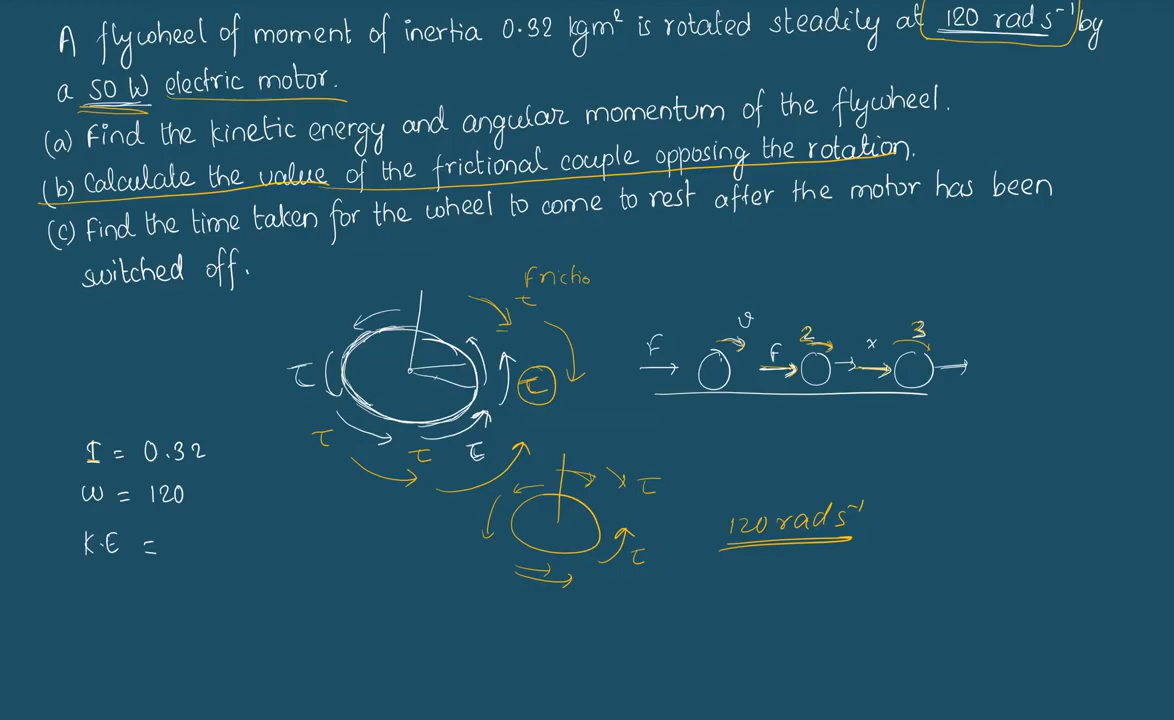 A flywheel of moment of inertia 0.32 kgm² is rotated steadily at 120 rad s⁻¹ by
a 50 W electric motor.
(a) Find the kinetic energy and angular momentum of the flywheel.
(b) Calculate the value of the frictional couple opposing the rotation.
(c) Find the time taken for the wheel to come to rest after the motor has been
switched off.
Frictio
τ
F v F 2 x 3
τ τ
τ τ τ
I = 0.32
ω = 120
K.E =
τ
τ
120 rad s⁻¹